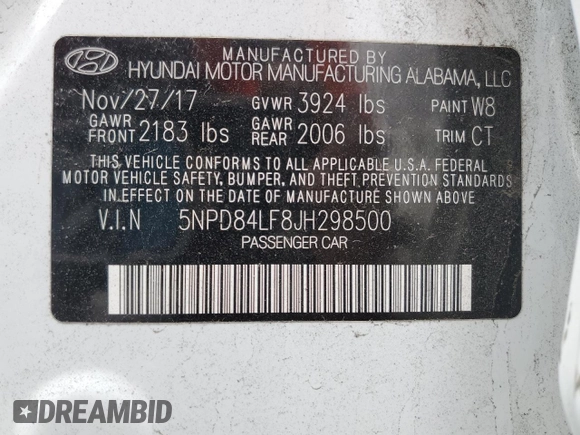 MANUFACTURED BY
HYUNDAI MOTOR MANUFACTURING ALABAMA, LLC
Nov/27/17 GVWR 3924 lbs PAINT W8
GAWR FRONT 2183 lbs GAWR REAR 2006 lbs TRIM CT
THIS VEHICLE CONFORMS TO ALL APPLICABLE U.S.A. FEDERAL
MOTOR VEHICLE SAFETY, BUMPER, AND THEFT PREVENTION STANDARDS
IN EFFECT ON THE DATE OF MANUFACTURE SHOWN ABOVE.
V.I.N 5NPD84LF8JH298500
PASSENGER CAR
DREAMBID